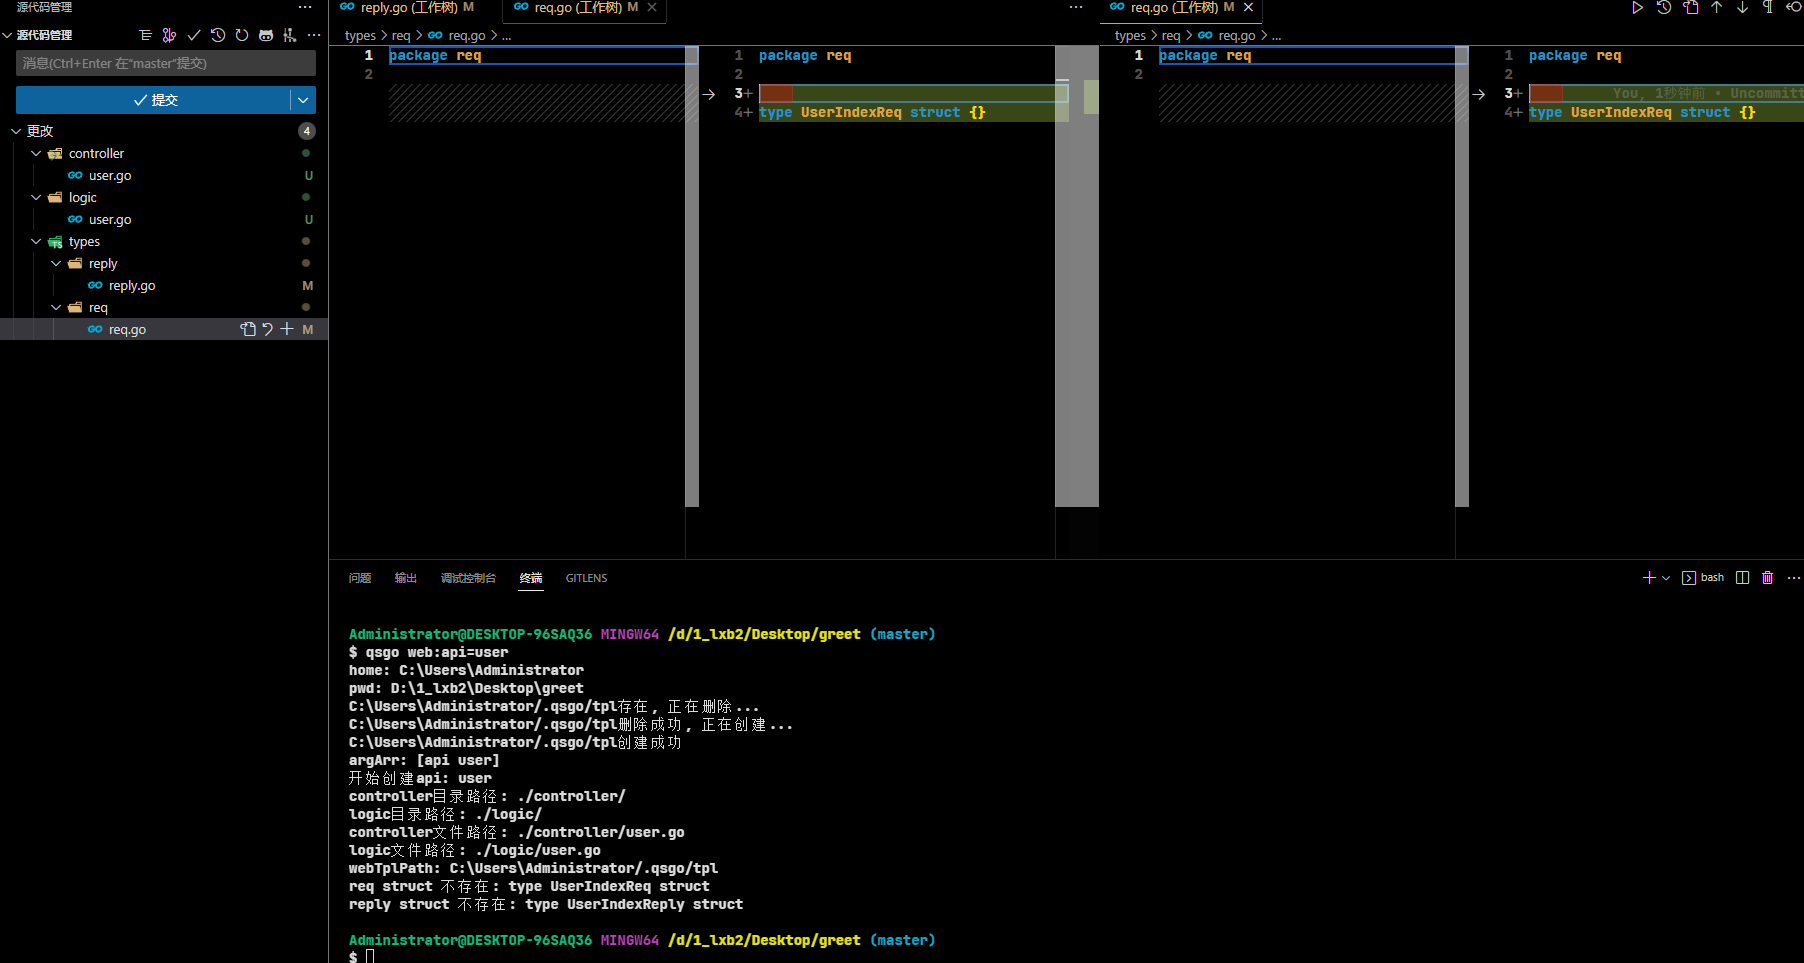 源代码管理
源代码管理
消息(Ctrl+Enter 在"master"提交)
提交
更改 4
controller
user.go U
logic
user.go U
types
reply
reply.go M
req
req.go M
reply.go (工作树) M req.go (工作树) M
types > req > req.go > ...
1 package req
2
1 package req
2
3+
4+ type UserIndexReq struct {}
req.go (工作树) M
types > req > req.go > ...
1 package req
2
1 package req
2
3+ You, 1秒钟前 • Uncommitt
4+ type UserIndexReq struct {}
问题 输出 调试控制台 终端 GITLENS
bash
Administrator@DESKTOP-96SAQ36 MINGW64 /d/1_lxb2/Desktop/greet (master)
$ qsgo web:api=user
home: C:\Users\Administrator
pwd: D:\1_lxb2\Desktop\greet
C:\Users\Administrator/.qsgo/tpl存在, 正在删除...
C:\Users\Administrator/.qsgo/tpl删除成功, 正在创建...
C:\Users\Administrator/.qsgo/tpl创建成功
argArr: [api user]
开始创建api: user
controller目录路径: ./controller/
logic目录路径: ./logic/
controller文件路径: ./controller/user.go
logic文件路径: ./logic/user.go
webTplPath: C:\Users\Administrator/.qsgo/tpl
req struct 不存在: type UserIndexReq struct
reply struct 不存在: type UserIndexReply struct
Administrator@DESKTOP-96SAQ36 MINGW64 /d/1_lxb2/Desktop/greet (master)
$